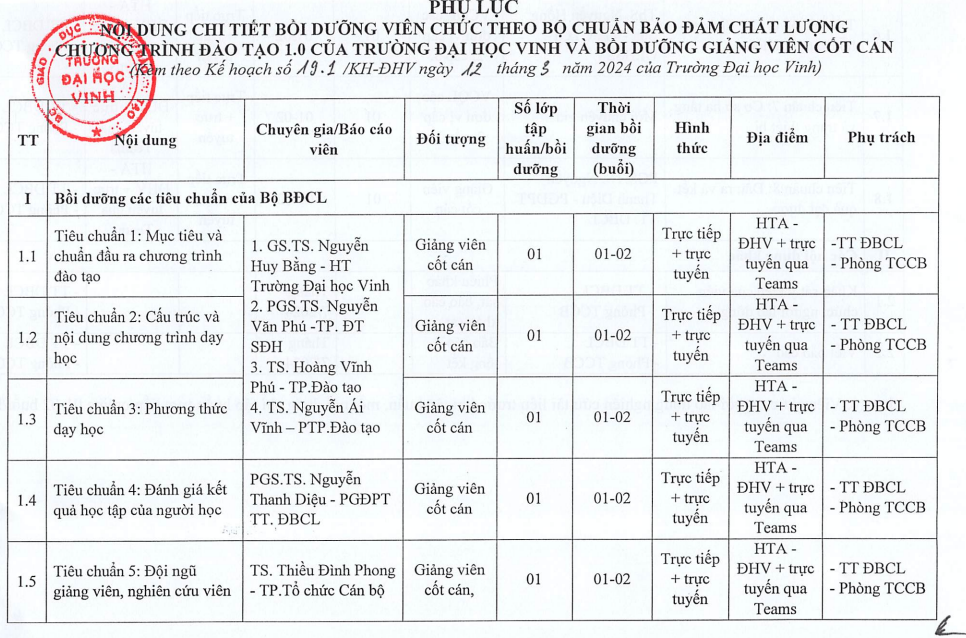 PHỤ LỤC
NỘI DUNG CHI TIẾT BỒI DƯỠNG VIÊN CHỨC THEO BỘ CHUẨN BẢO ĐẢM CHẤT LƯỢNG
CHƯƠNG TRÌNH ĐÀO TẠO 1.0 CỦA TRƯỜNG ĐẠI HỌC VINH VÀ BỒI DƯỠNG GIẢNG VIÊN CỐT CÁN
(Kèm theo Kế hoạch số 19.1 /KH-ĐHV ngày 12 tháng 3 năm 2024 của Trường Đại học Vinh)
TRƯỜNG
ĐẠI HỌC
VINH
TT
Nội dung
Chuyên gia/Báo cáo
viên
Đối tượng
Số lớp
tập
huấn/bồi
dưỡng
Thời
gian bồi
dưỡng
(buổi)
Hình
thức
Địa điểm
Phụ trách
I
Bồi dưỡng các tiêu chuẩn của Bộ BĐCL
1.1
Tiêu chuẩn 1: Mục tiêu và
chuẩn đầu ra chương trình
đào tạo
1. GS.TS. Nguyễn
Huy Bằng - HT
Trường Đại học Vinh
2. PGS.TS. Nguyễn
Văn Phú -TP. ĐT
SĐH
3. TS. Hoàng Vĩnh
Phú - TP.Đào tạo
4. TS. Nguyễn Ái
Vĩnh – PTP.Đào tạo
Giảng viên
cốt cán
01
01-02
Trực tiếp
+ trực
tuyến
HTA -
ĐHV + trực
tuyến qua
Teams
-TT ĐBCL
- Phòng TCCB
1.2
Tiêu chuẩn 2: Cấu trúc và
nội dung chương trình dạy
học
Giảng viên
cốt cán
01
01-02
Trực tiếp
+ trực
tuyến
HTA -
ĐHV + trực
tuyến qua
Teams
- TT ĐBCL
- Phòng TCCB
1.3
Tiêu chuẩn 3: Phương thức
dạy học
Giảng viên
cốt cán
01
01-02
Trực tiếp
+ trực
tuyến
HTA -
ĐHV + trực
tuyến qua
Teams
- TT ĐBCL
- Phòng TCCB
1.4
Tiêu chuẩn 4: Đánh giá kết
quả học tập của người học
PGS.TS. Nguyễn
Thanh Diệu - PGĐPT
TT. ĐBCL
Giảng viên
cốt cán
01
01-02
Trực tiếp
+ trực
tuyến
HTA -
ĐHV + trực
tuyến qua
Teams
- TT ĐBCL
- Phòng TCCB
1.5
Tiêu chuẩn 5: Đội ngũ
giảng viên, nghiên cứu viên
TS. Thiều Đình Phong
- TP.Tổ chức Cán bộ
Giảng viên
cốt cán,
01
01-02
Trực tiếp
+ trực
tuyến
HTA -
ĐHV + trực
tuyến qua
Teams
- TT ĐBCL
- Phòng TCCB